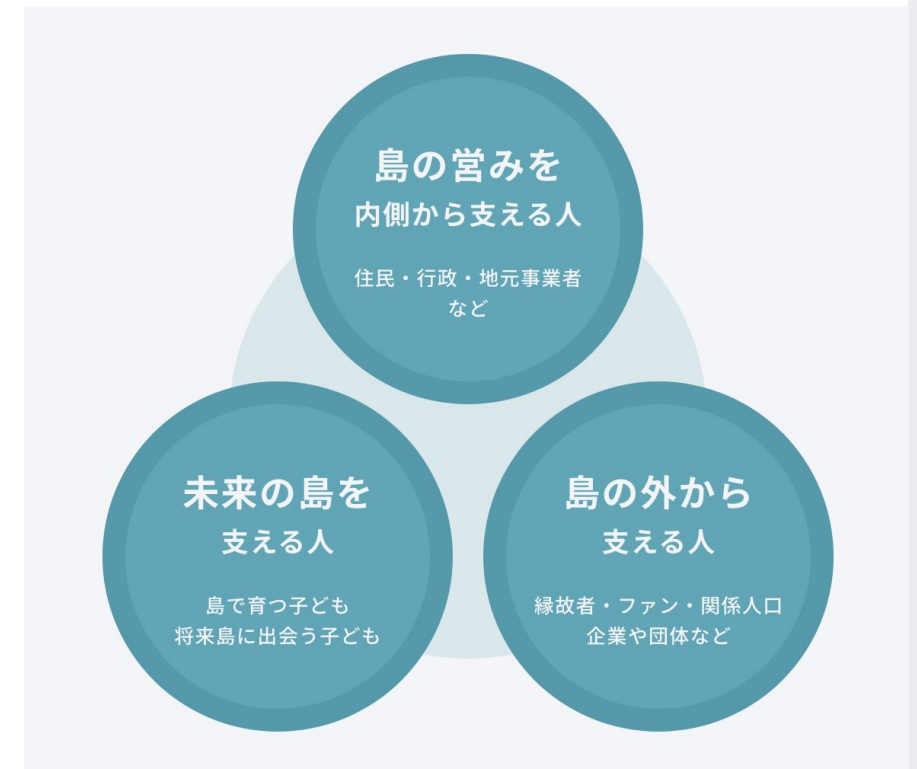 島の営みを
内側から支える人
住民・行政・地元事業者
など
未来の島を
支える人
島で育つ子ども
将来島に出会う子ども
島の外から
支える人
縁故者・ファン・関係人口
企業や団体など